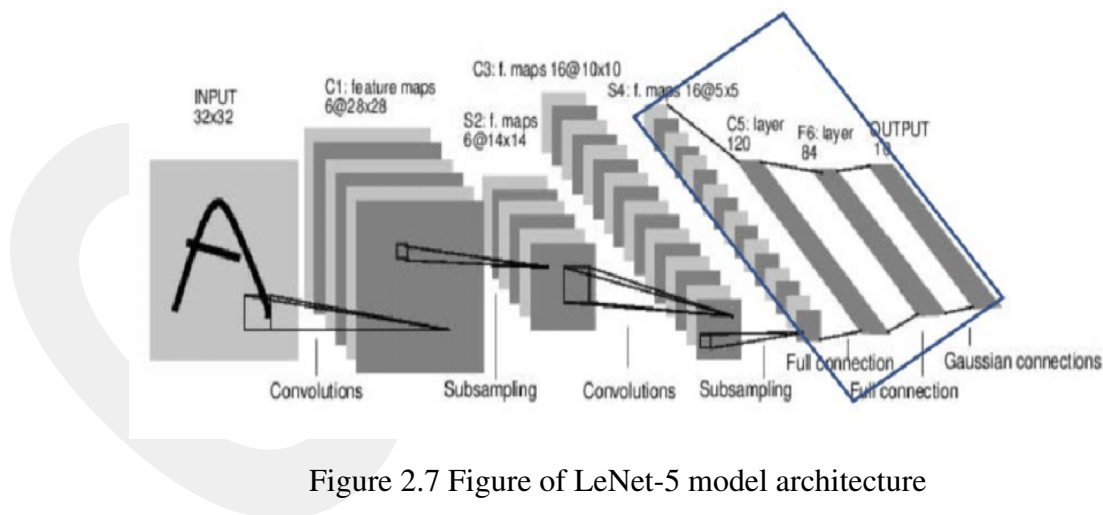 INPUT
32x32
C1: feature maps
6@28x28
S2: f. maps
6@14x14
C3: f. maps 16@10x10
S4: f. maps 16@5x5
C5: layer
120
F6: layer
84
OUTPUT
10
Convolutions
Subsampling
Convolutions
Subsampling
Full connection
Full connection
Gaussian connections
Figure 2.7 Figure of LeNet-5 model architecture